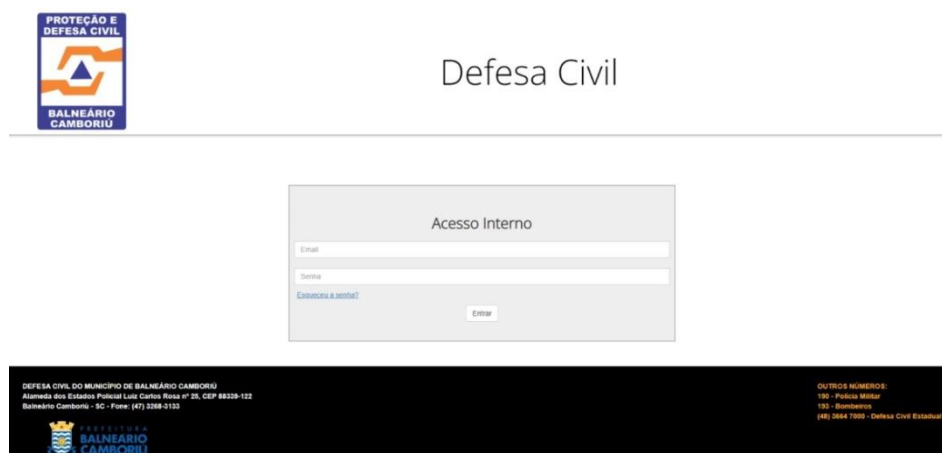 PROTEÇÃO E
DEFESA CIVIL
BALNEÁRIO
CAMBORIÚ
Defesa Civil
Acesso Interno
Email
Senha
Esqueceu a senha?
Entrar
DEFESA CIVIL DO MUNICÍPIO DE BALNEÁRIO CAMBORIÚ
Alameda dos Estados Policial Luiz Carlos Rosa nº 25, CEP 88339-122
Balneário Camboriú - SC - Fone: (47) 3268-3133
PREFEITURA
BALNEÁRIO
CAMBORIÚ
OUTROS NÚMEROS:
190 - Polícia Militar
193 - Bombeiros
(48) 3664 7000 - Defesa Civil Estadual